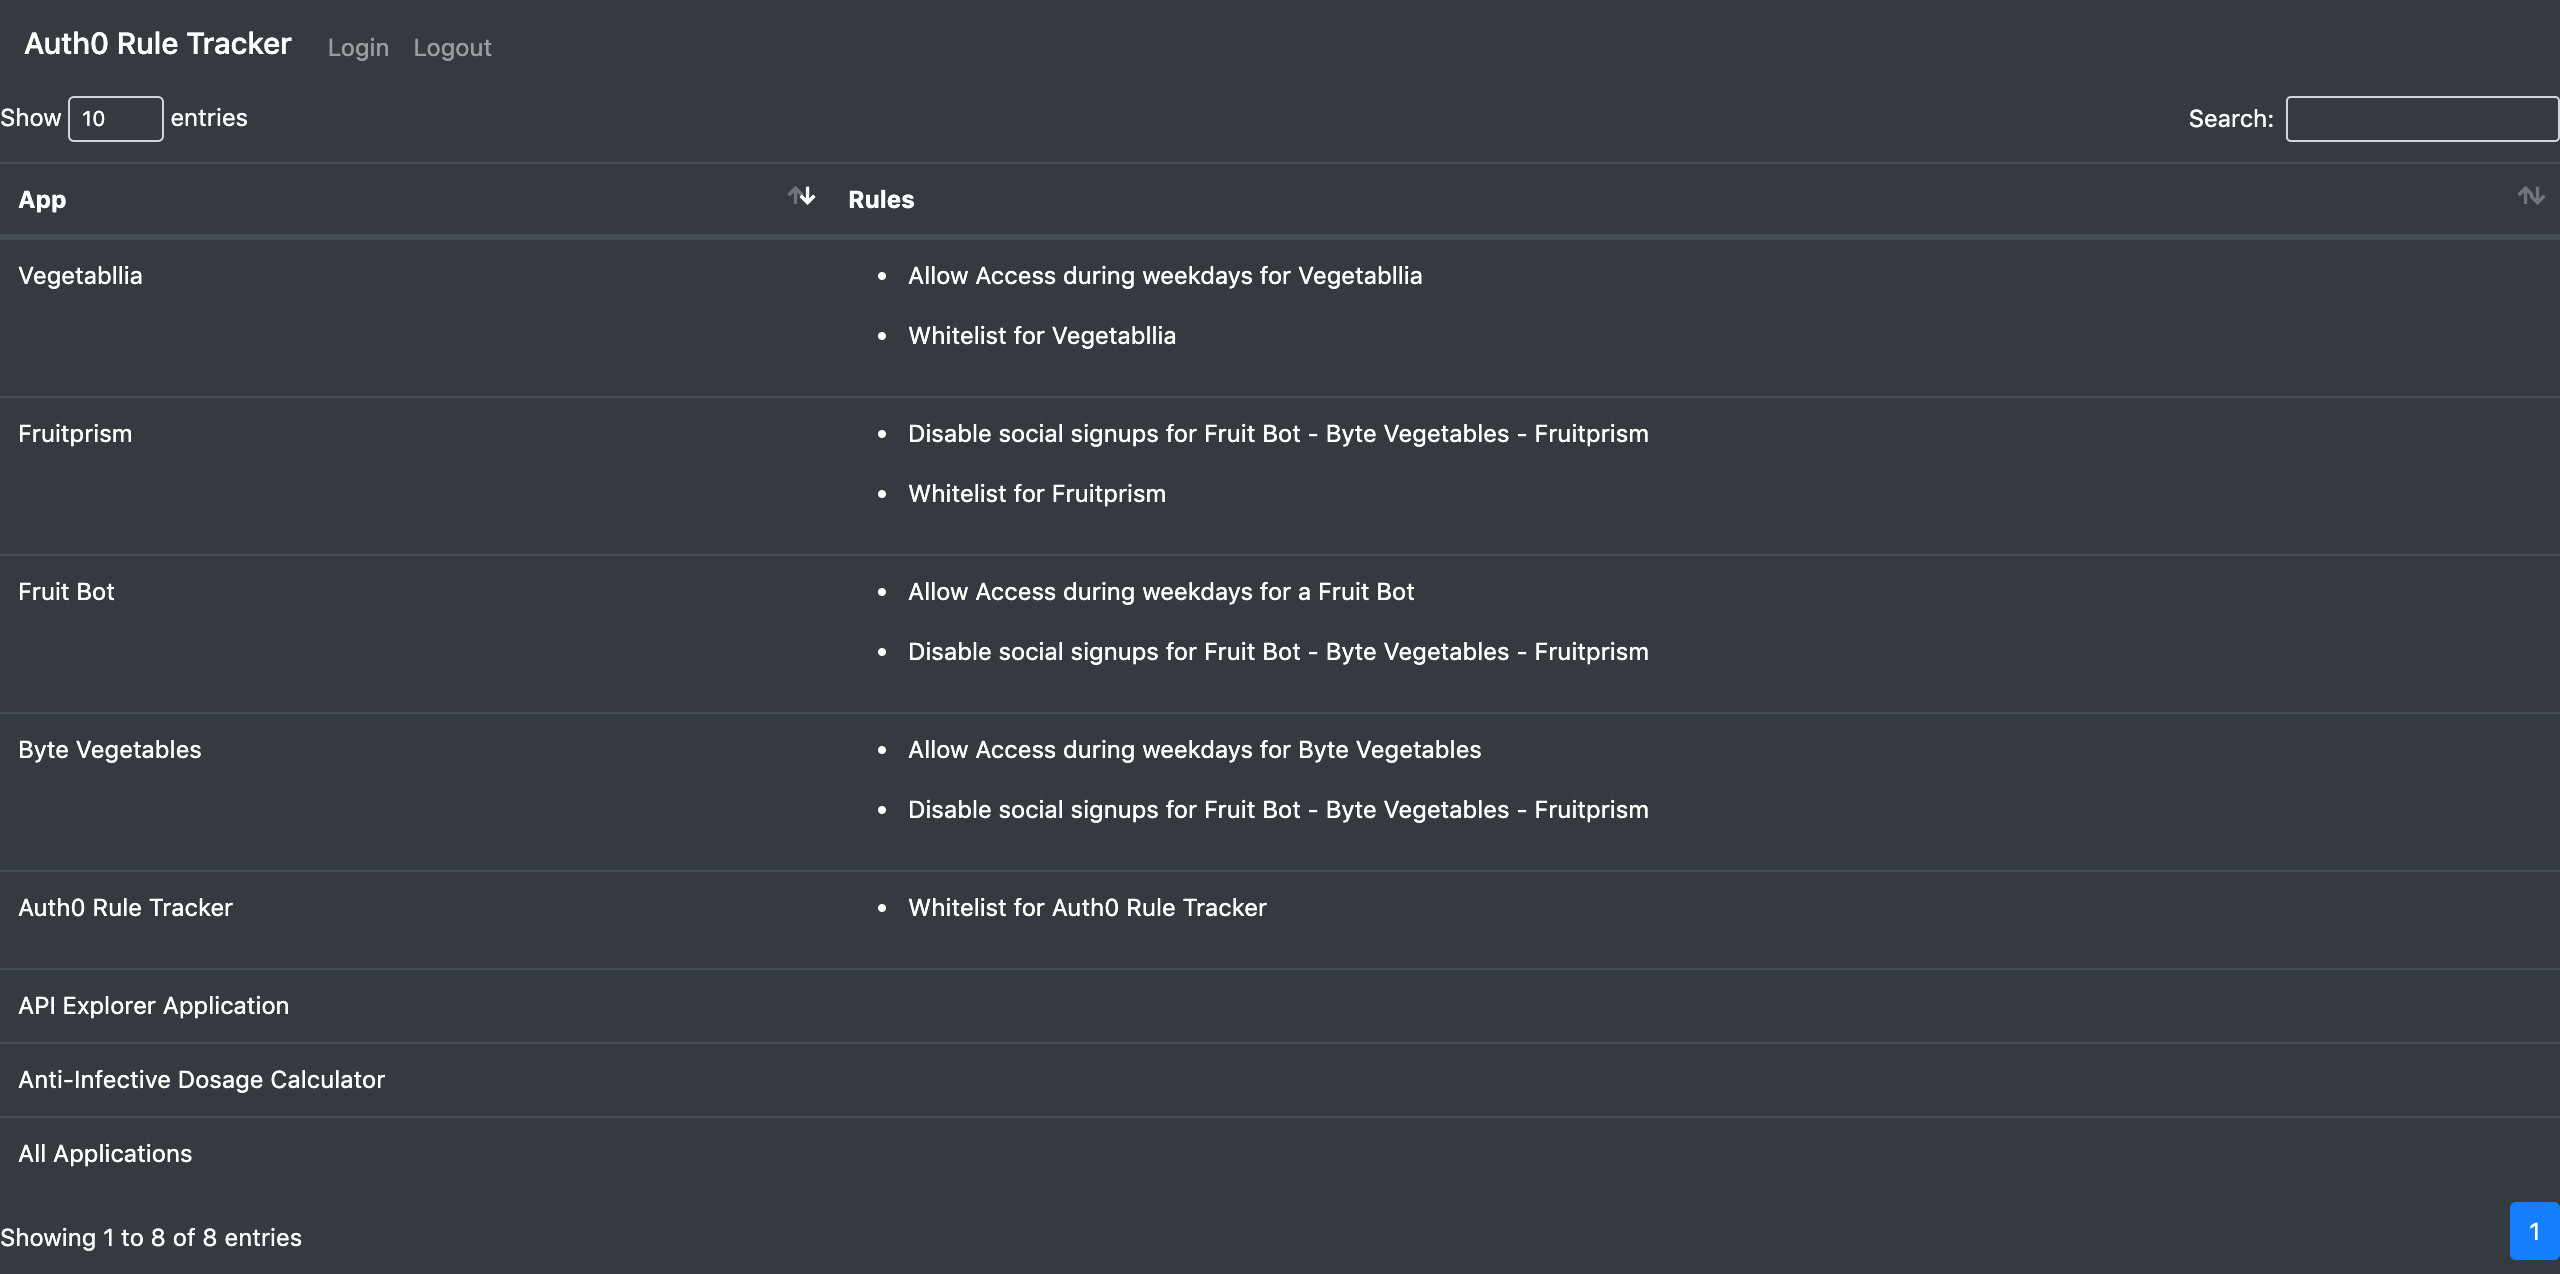 Auth0 Rule Tracker Login Logout
Show 10 entries Search:
App Rules
Vegetabllia • Allow Access during weekdays for Vegetabllia
• Whitelist for Vegetabllia
Fruitprism • Disable social signups for Fruit Bot - Byte Vegetables - Fruitprism
• Whitelist for Fruitprism
Fruit Bot • Allow Access during weekdays for a Fruit Bot
• Disable social signups for Fruit Bot - Byte Vegetables - Fruitprism
Byte Vegetables • Allow Access during weekdays for Byte Vegetables
• Disable social signups for Fruit Bot - Byte Vegetables - Fruitprism
Auth0 Rule Tracker • Whitelist for Auth0 Rule Tracker
API Explorer Application
Anti-Infective Dosage Calculator
All Applications
Showing 1 to 8 of 8 entries 1